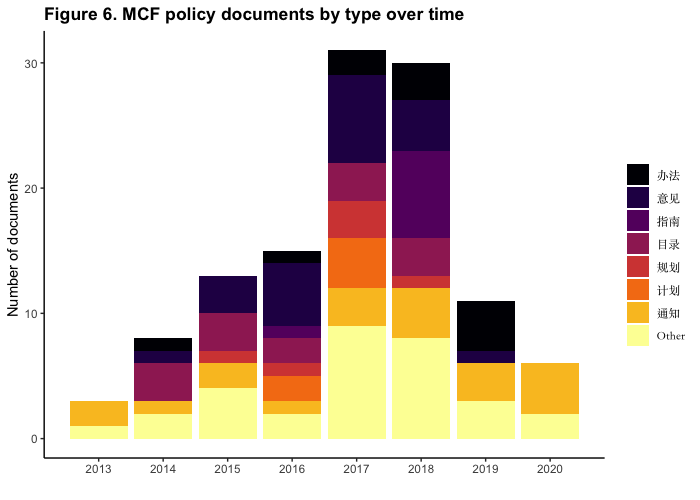 Figure 6. MCF policy documents by type over time
Number of documents
30
20
10
0
2013 2014 2015 2016 2017 2018 2019 2020
办法
意见
指南
目录
规划
计划
通知
Other